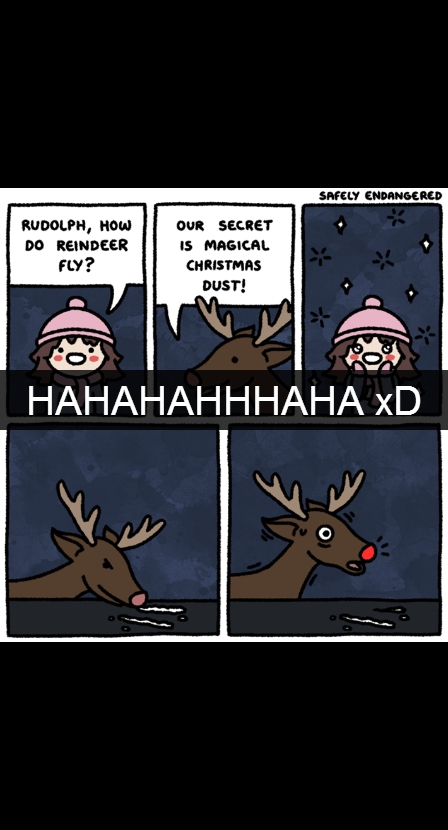 SAFELY ENDANGERED
RUDOLPH, HOW
DO REINDEER
FLY?
OUR SECRET
IS MAGICAL
CHRISTMAS
DUST!
HAHAHAHHHAHA xD